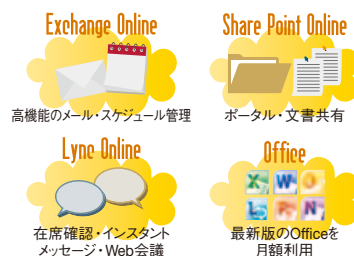 Exchange Online
高機能のメール・スケジュール管理
Share Point Online
ポータル・文書共有
Lync Online
在席確認・インスタント
メッセージ・Web会議
Office
X W O
L P N
最新版のOfficeを
月額利用